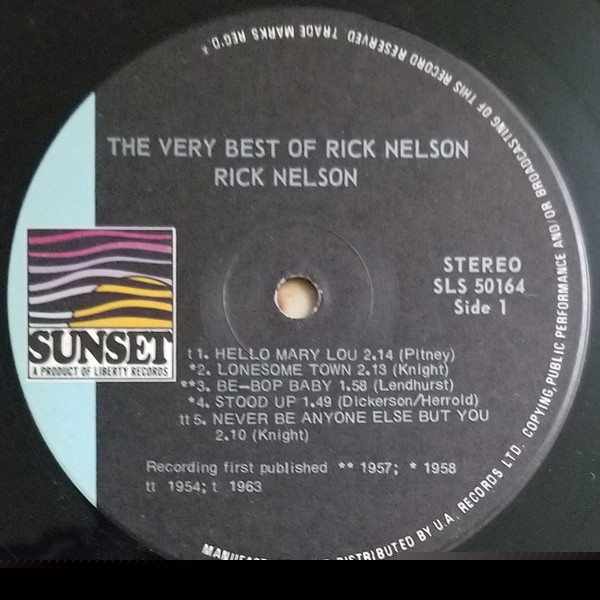 THE VERY BEST OF RICK NELSON
RICK NELSON
STEREO
SLS 50164
Side 1
SUNSET
A PRODUCT OF LIBERTY RECORDS
t 1. HELLO MARY LOU 2.14 (Pitney)
*2. LONESOME TOWN 2.13 (Knight)
**3. BE-BOP BABY 1.58 (Lendhurst)
*4. STOOD UP 1.49 (Dickerson/Herrold)
tt 5. NEVER BE ANYONE ELSE BUT YOU
2.10 (Knight)
Recording first published ** 1957; * 1958
tt 1954; t 1963
BY U.A. RECORDS LTD. COPYING, PUBLIC PERFORMANCE AND/OR BROADCASTING OF THIS RECORD RESERVED. TRADE MARKS REG'D.